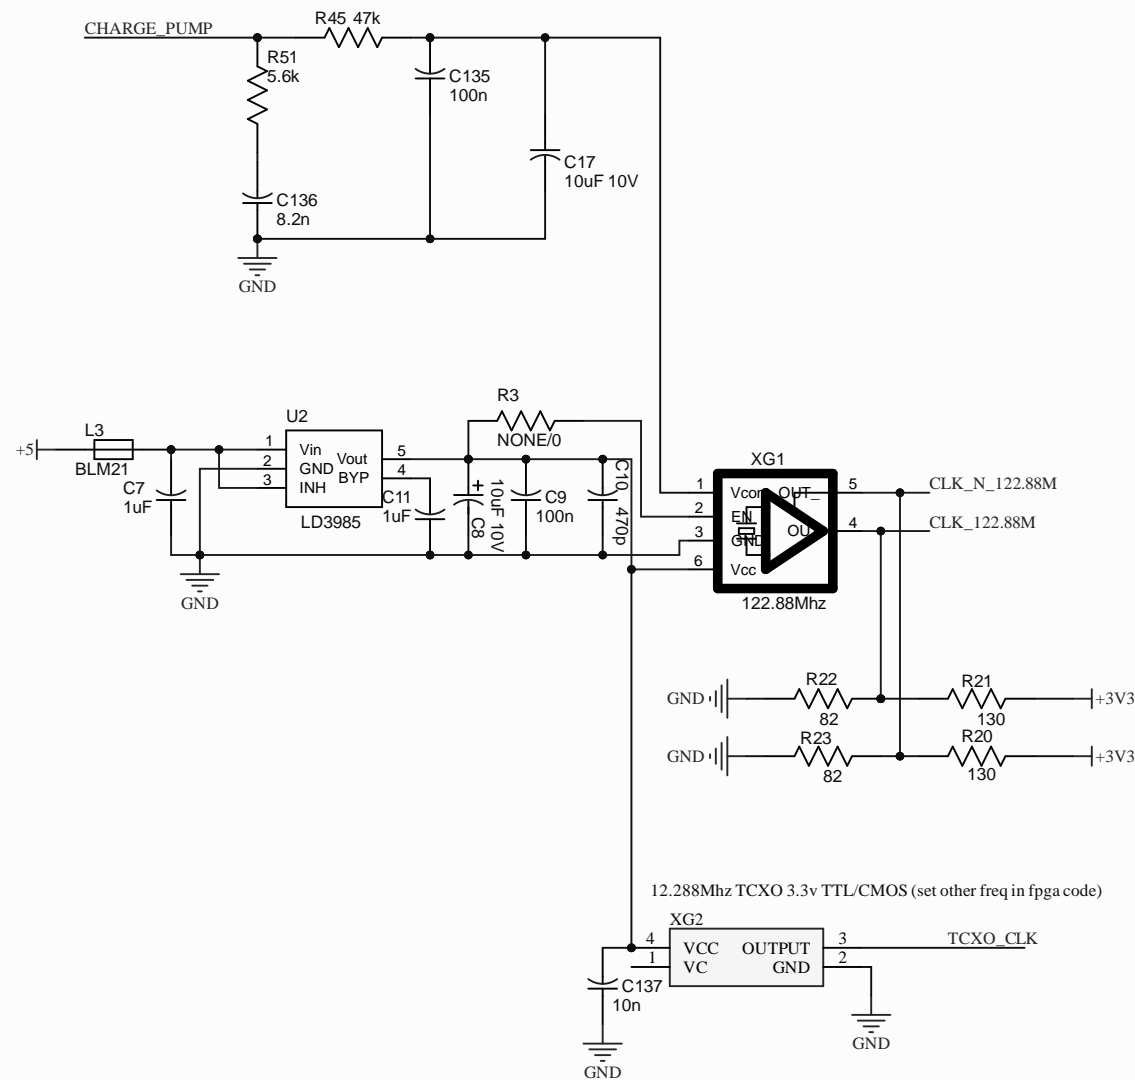 CHARGE_PUMP
R45 47k
R51
5.6k
C135
100n
C17
10uF 10V
C136
8.2n
GND
R3
NONE/0
U2
L3
+5
BLM21
1
2
3
Vin
GND
INH
Vout
BYP
5
4
LD3985
C7
1uF
C11
1uF
10uF 10V
C8
C9
100n
C10
470p
GND
XG1
1
2
3
6
Vcon
EN
GND
Vcc
OUT_
OU
5
4
CLK_N_122.88M
CLK_122.88M
122.88Mhz
GND
R22
82
R21
130
+3V3
GND
R23
82
R20
130
+3V3
12.288Mhz TCXO 3.3v TTL/CMOS (set other freq in fpga code)
XG2
4
1
VCC
VC
OUTPUT
GND
3
2
TCXO_CLK
C137
10n
GND
GND